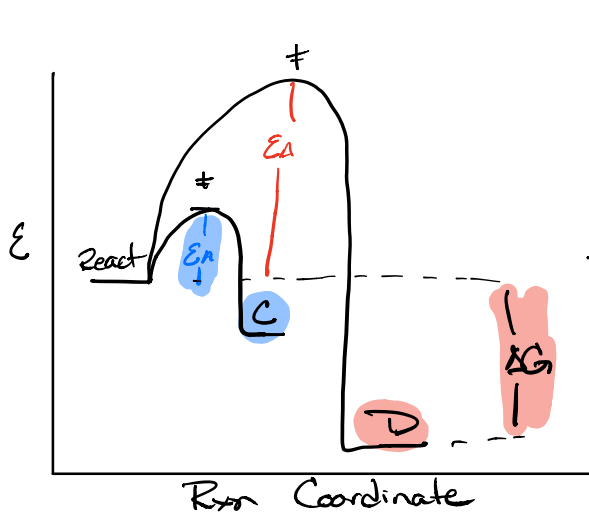 ‡
EA
‡
E
React
EA
C
ΔG
D
Rxn Coordinate